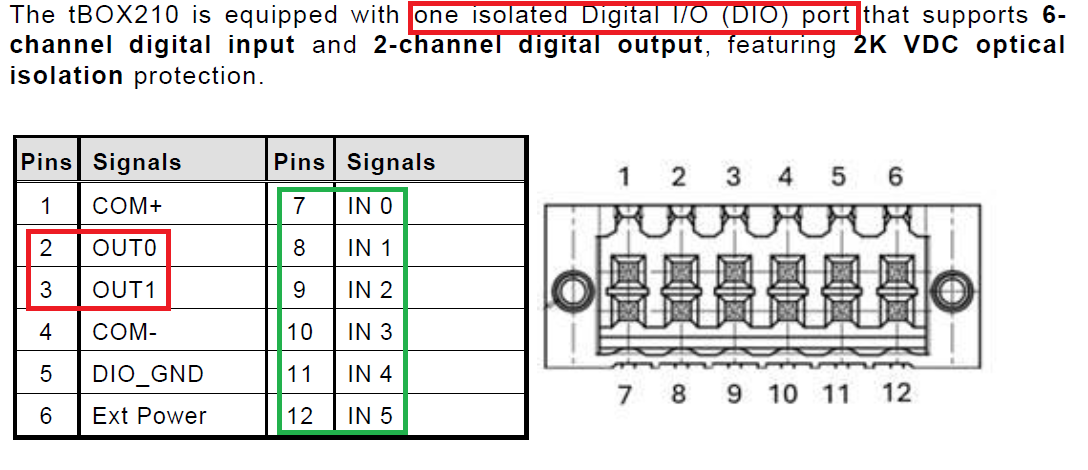 The tBOX210 is equipped with one isolated Digital I/O (DIO) port that supports 6-
channel digital input and 2-channel digital output, featuring 2K VDC optical
isolation protection.
Pins Signals Pins Signals
1 COM+ 7 IN 0
2 OUT0 8 IN 1
3 OUT1 9 IN 2
4 COM- 10 IN 3
5 DIO_GND 11 IN 4
6 Ext Power 12 IN 5
1 2 3 4 5 6
7 8 9 10 11 12